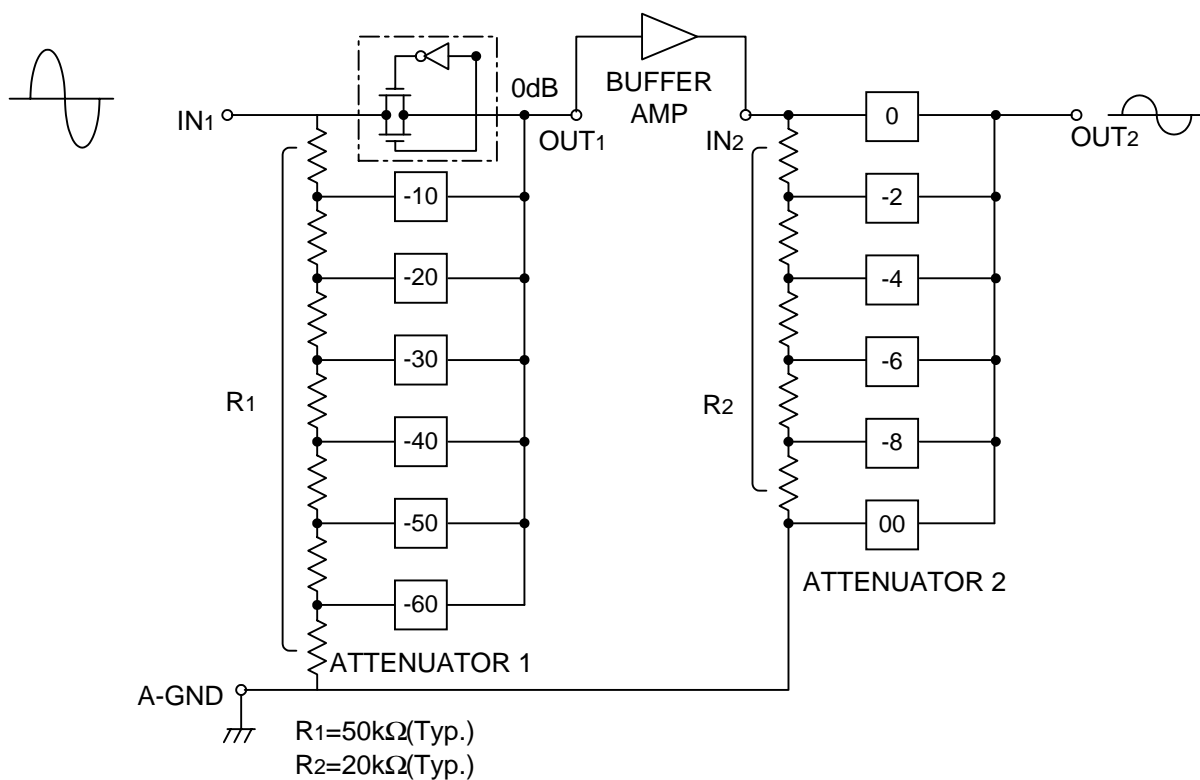 0dB
BUFFER
AMP
IN1
OUT1
IN2
0
OUT2
-10
-2
-20
-4
-30
-6
R1
R2
-40
-8
-50
00
ATTENUATOR 2
-60
ATTENUATOR 1
A-GND
R1=50kΩ(Typ.)
R2=20kΩ(Typ.)